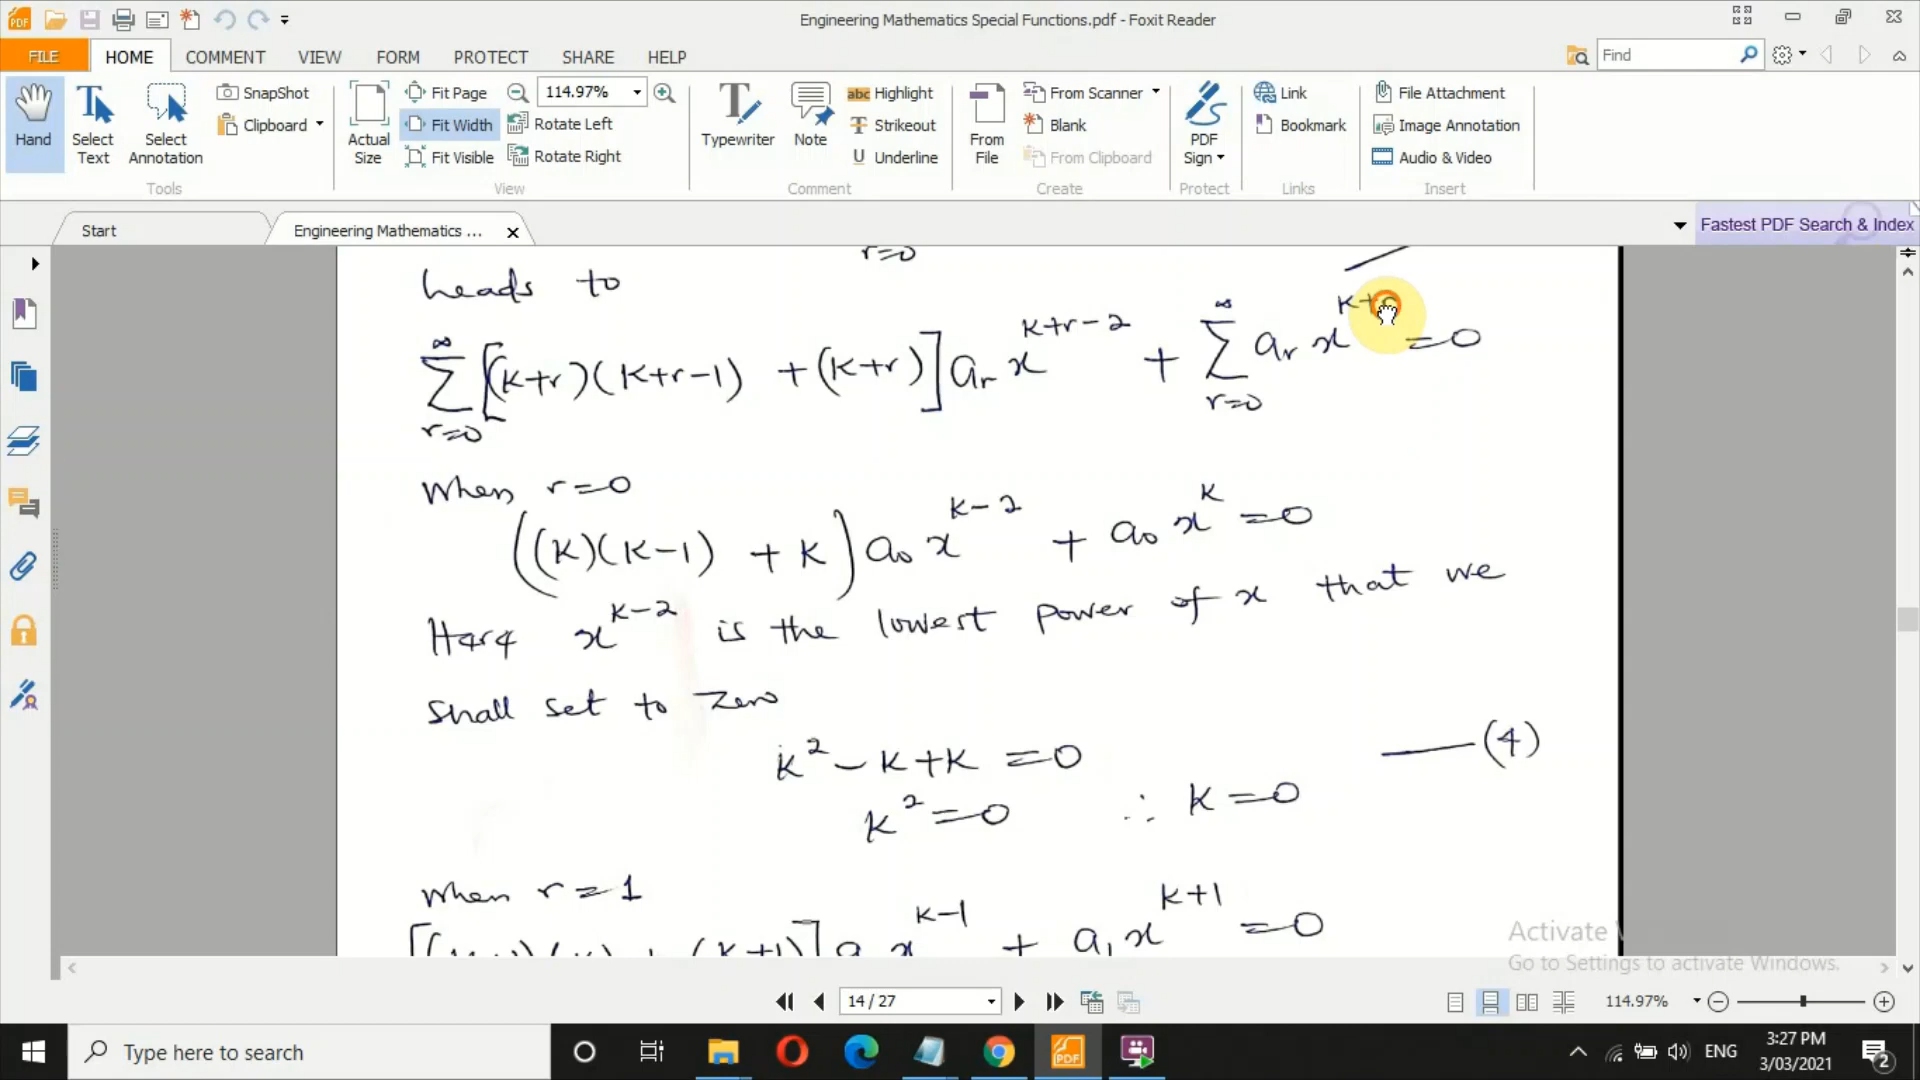 Engineering Mathematics Special Functions.pdf - Foxit Reader
FILE HOME COMMENT VIEW FORM PROTECT SHARE HELP
Find
Hand
Select Text
Select Annotation
SnapShot
Clipboard
Tools
Actual Size
Fit Page
Fit Width
Fit Visible
114.97%
Rotate Left
Rotate Right
View
Typewriter
Note
Highlight
Strikeout
Underline
Comment
From File
From Scanner
Blank
From Clipboard
Create
PDF Sign
Protect
Link
Bookmark
Links
File Attachment
Image Annotation
Audio & Video
Insert
Start
Engineering Mathematics ...
Fastest PDF Search & Index
r=0
leads to
∞∑r=0 [(k+r)(k+r-1) + (k+r)] aᵣ x^(k+r-2) + ∞∑r=0 aᵣ x^(k+r) = 0
When r=0
((k)(k-1) + k) a₀ x^(k-2) + a₀ x^k = 0
x^(k-2) is the lowest power of x that we
shall set to zero
k² - k + k = 0 —— (4)
k² = 0 ∴ k = 0
When r = 1
x^(k-1) + a₁ x^(k+1) = 0
Activate
Go to Settings to activate Windows.
14 / 27
114.97%
Type here to search
ENG
3:27 PM
3/03/2021
2